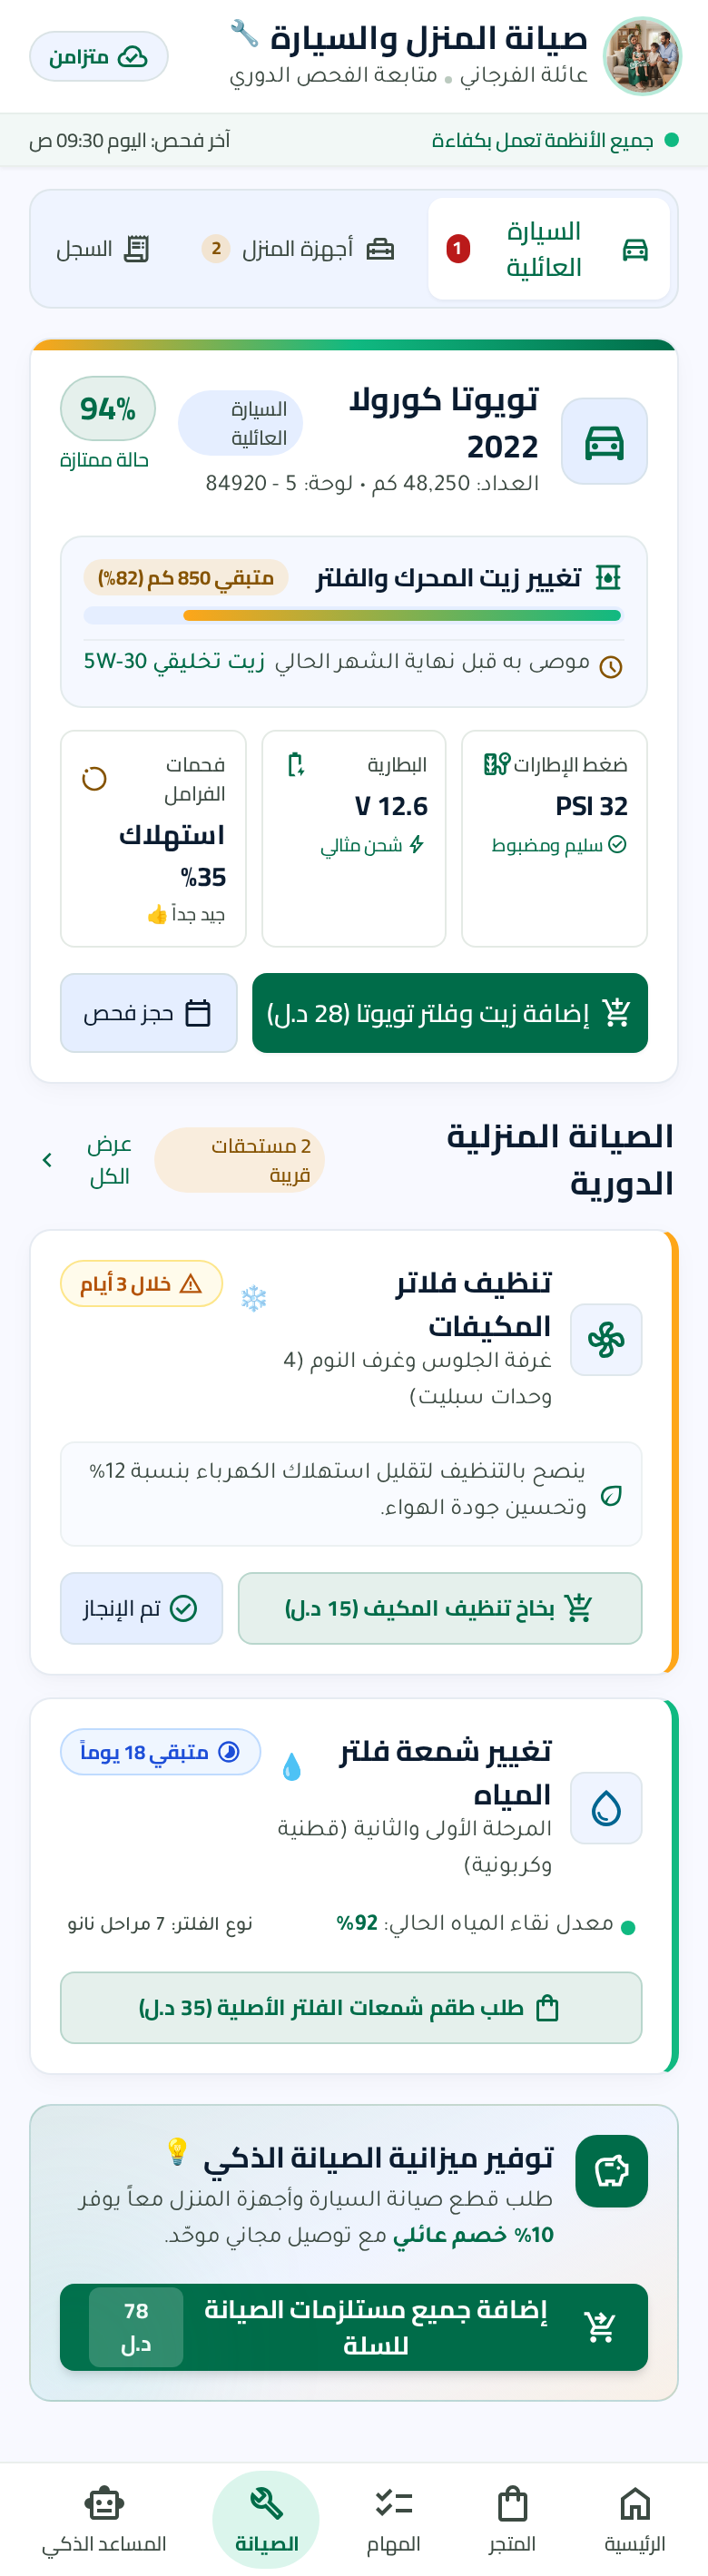 صيانة المنزل والسيارة 🔧
عائلة الفرجاني • متابعة الفحص الدوري
متزامن
جميع الأنظمة تعمل بكفاءة
آخر فحص: اليوم 09:30 ص
السيارة
العائلية
1
أجهزة المنزل
2
السجل
تويوتا كورولا
2022
السيارة
العائلية
العداد: 48,250 كم • لوحة: 5 - 84920
94%
حالة ممتازة
تغيير زيت المحرك والفلتر
متبقي 850 كم (82%)
موصى به قبل نهاية الشهر الحالي
زيت تخليقي 5W-30
ضغط الإطارات
32 PSI
سليم ومضبوط
البطارية
12.6 V
شحن مثالي
فحمات
الفرامل
استهلاك
35%
جيد جداً 👍
إضافة زيت وفلتر تويوتا (28 د.ل)
حجز فحص
الصيانة المنزلية
الدورية
2 مستحقات
قريبة
عرض
الكل
تنظيف فلاتر
المكيفات
❄️
غرفة الجلوس وغرف النوم (4
وحدات سبليت)
خلال 3 أيام
ينصح بالتنظيف لتقليل استهلاك الكهرباء بنسبة 12%
وتحسين جودة الهواء.
بخاخ تنظيف المكيف (15 د.ل)
تم الإنجاز
تغيير شمعة فلتر
المياه
💧
المرحلة الأولى والثانية (قطنية
وكربونية)
متبقي 18 يوماً
معدل نقاء المياه الحالي: 92%
نوع الفلتر: 7 مراحل نانو
طلب طقم شمعات الفلتر الأصلية (35 د.ل)
توفير ميزانية الصيانة الذكي 💡
طلب قطع صيانة السيارة وأجهزة المنزل معاً يوفر
10% خصم عائلي مع توصيل مجاني موحّد.
إضافة جميع مستلزمات الصيانة
للسلة
78
د.ل
الرئيسية
المتجر
المهام
الصيانة
المساعد الذكي